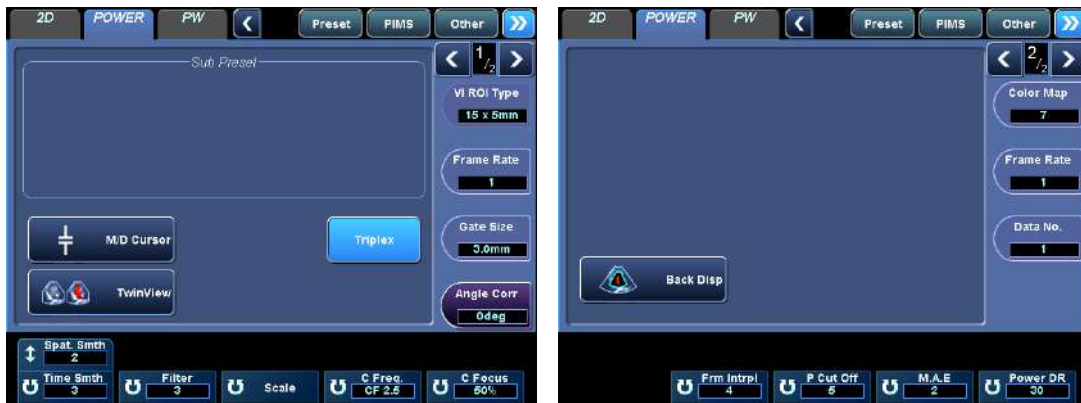 2D POWER PW Preset PIMS Other
Sub Preset
1/2
VI ROI Type
15 x 5mm
Frame Rate
1
M/D Cursor
Triplex
Gate Size
3.0mm
TwinView
Angle Corr
0deg
Spat. Smth
2
Time Smth
3
Filter
3
Scale
C Freq.
CF 2.5
C Focus
50%
2D POWER PW Preset PIMS Other
2/2
Color Map
7
Frame Rate
1
Data No.
1
Back Disp
Frm Intrpl
4
P Cut Off
5
M.A.E
2
Power DR
30